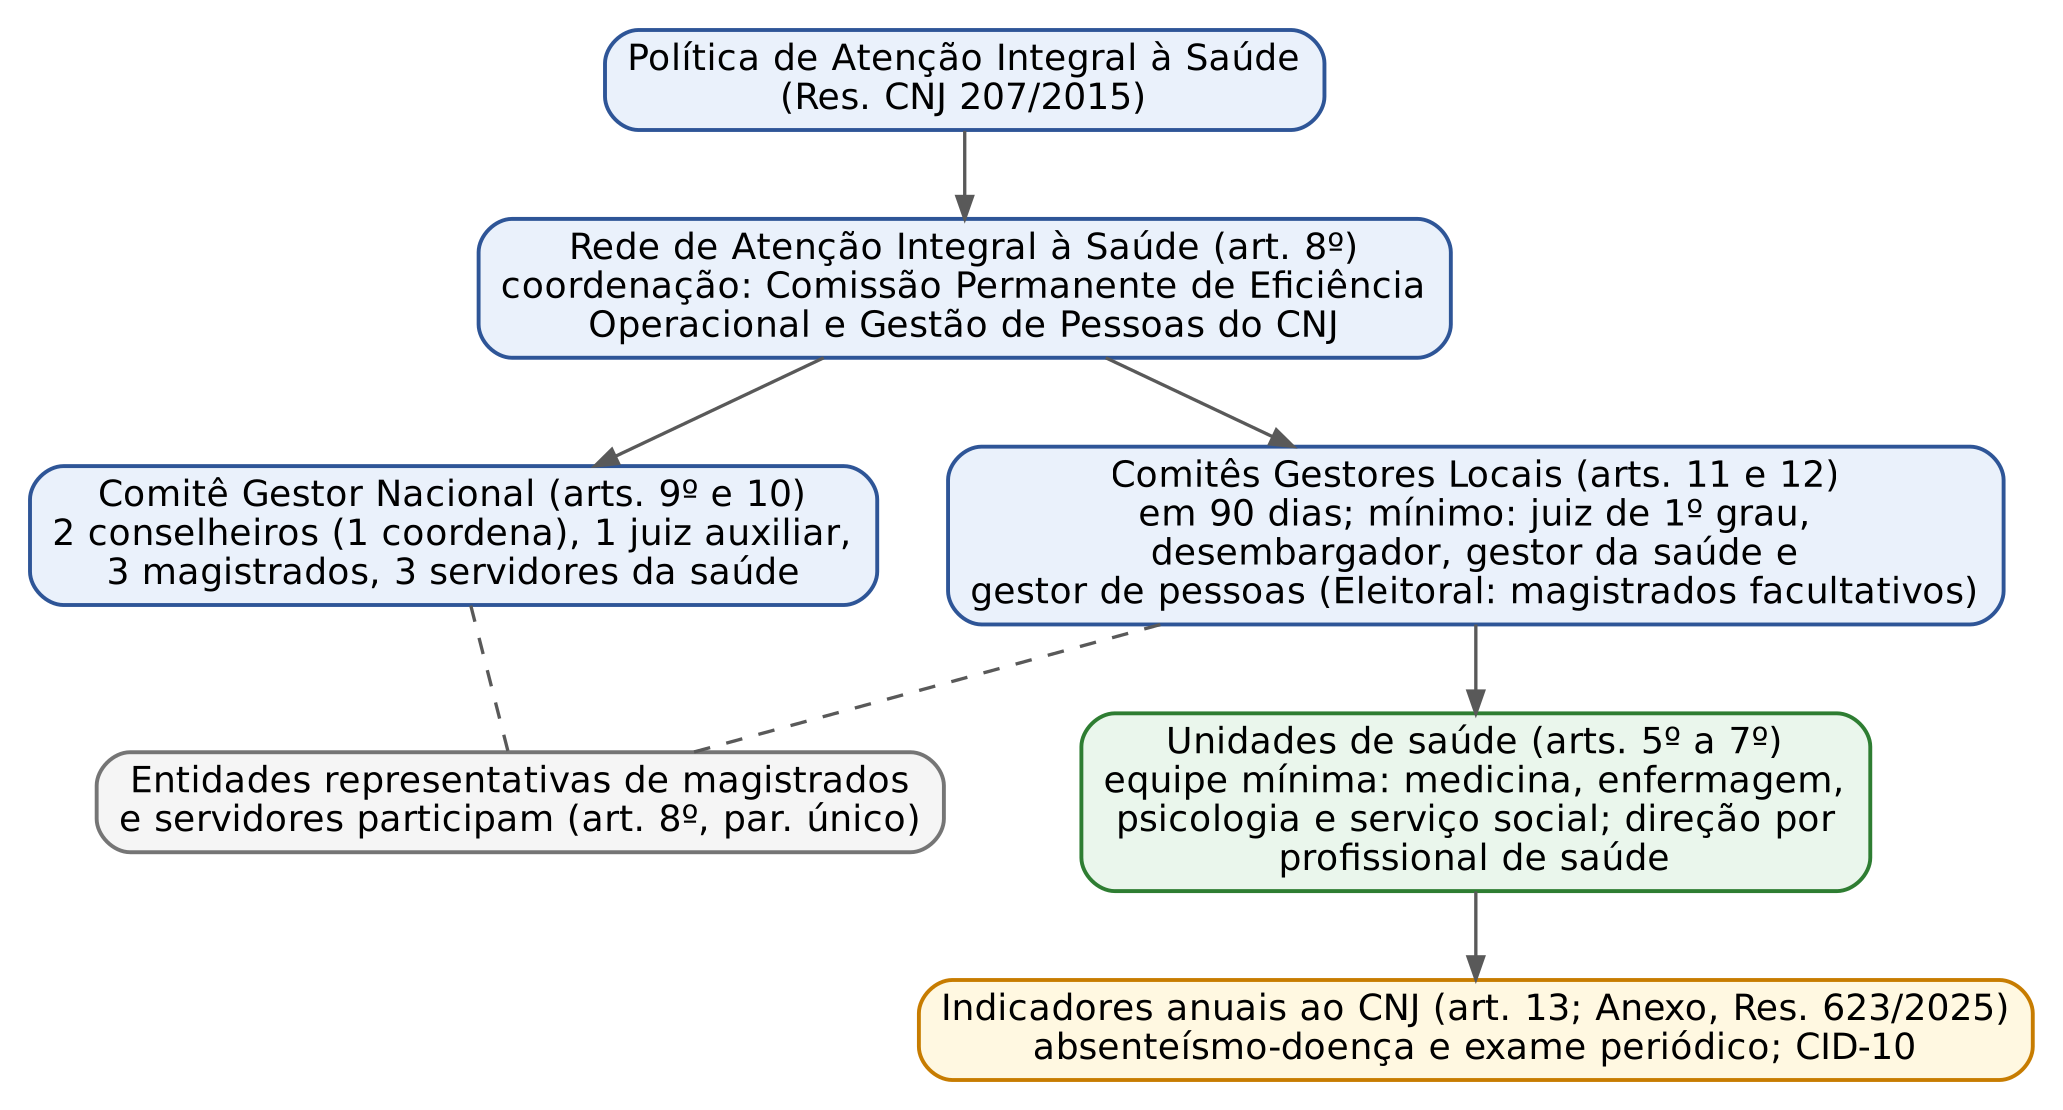 Política de Atenção Integral à Saúde
(Res. CNJ 207/2015)
Rede de Atenção Integral à Saúde (art. 8º)
coordenação: Comissão Permanente de Eficiência
Operacional e Gestão de Pessoas do CNJ
Comitê Gestor Nacional (arts. 9º e 10)
2 conselheiros (1 coordena), 1 juiz auxiliar,
3 magistrados, 3 servidores da saúde
Comitês Gestores Locais (arts. 11 e 12)
em 90 dias; mínimo: juiz de 1º grau,
desembargador, gestor da saúde e
gestor de pessoas (Eleitoral: magistrados facultativos)
Entidades representativas de magistrados
e servidores participam (art. 8º, par. único)
Unidades de saúde (arts. 5º a 7º)
equipe mínima: medicina, enfermagem,
psicologia e serviço social; direção por
profissional de saúde
Indicadores anuais ao CNJ (art. 13; Anexo, Res. 623/2025)
absenteísmo-doença e exame periódico; CID-10